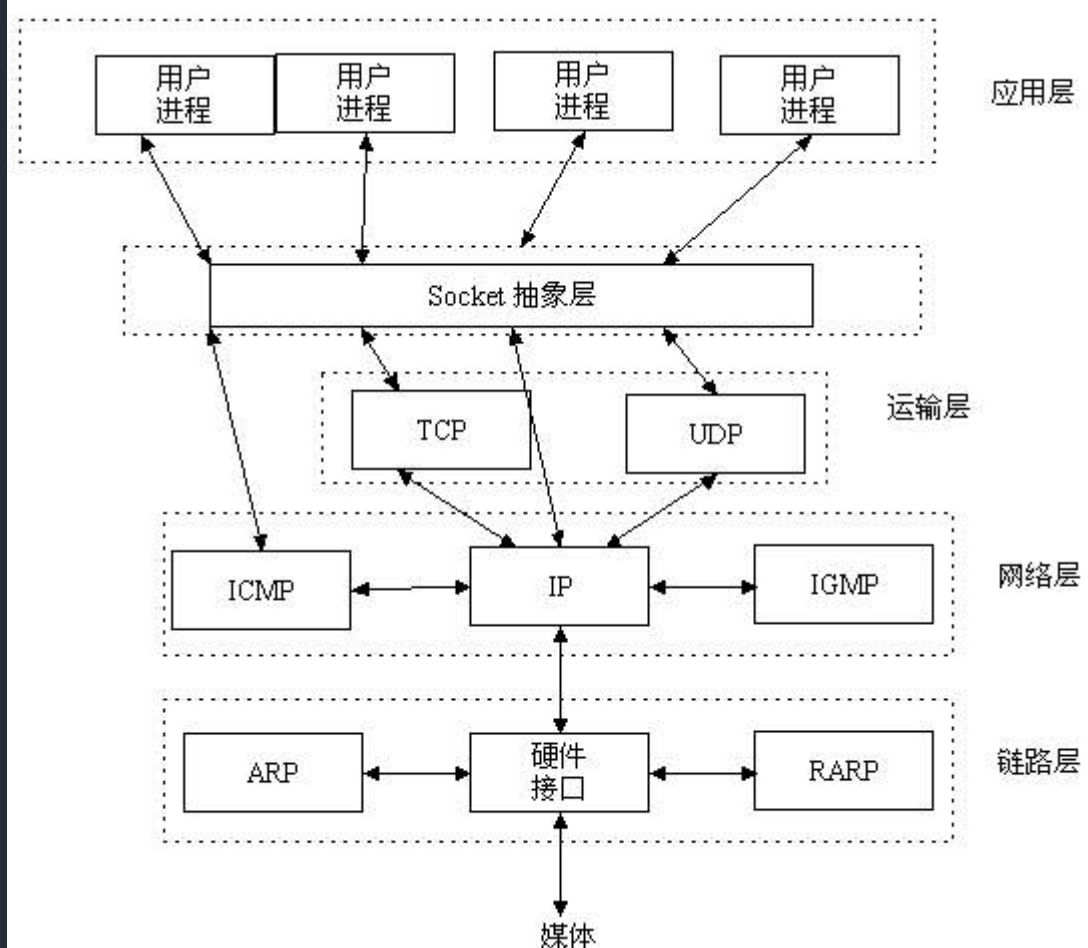 用户
进程
用户
进程
用户
进程
用户
进程
应用层
Socket 抽象层
TCP
UDP
运输层
ICMP
IP
IGMP
网络层
ARP
硬件
接口
RARP
链路层
媒体